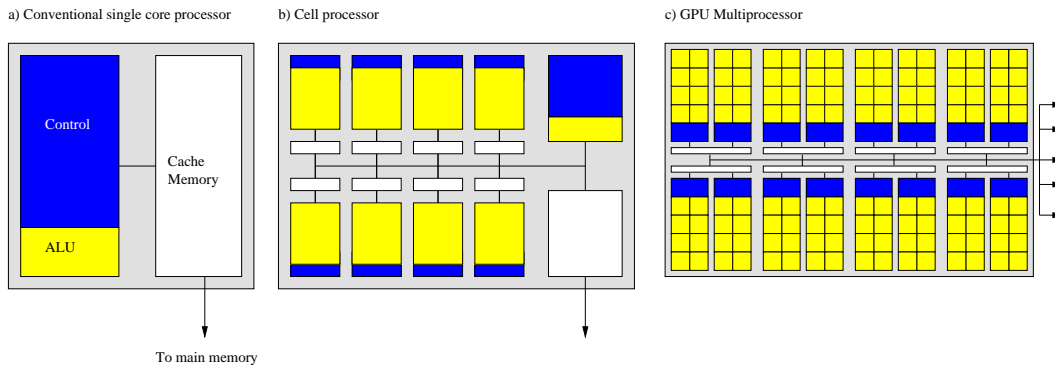 a) Conventional single core processor
b) Cell processor
c) GPU Multiprocessor
Control
Cache
Memory
ALU
To main memory